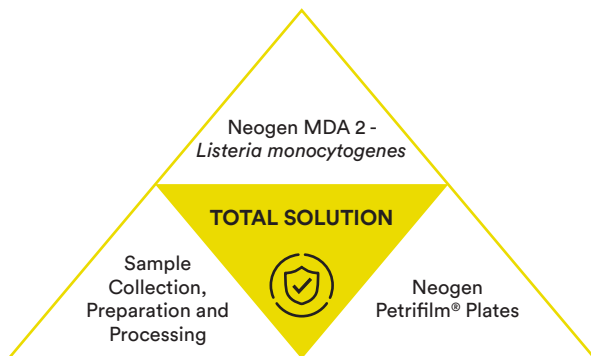 Neogen MDA 2 -
Listeria monocytogenes
TOTAL SOLUTION
Sample
Collection,
Preparation and
Processing
Neogen
Petrifilm® Plates